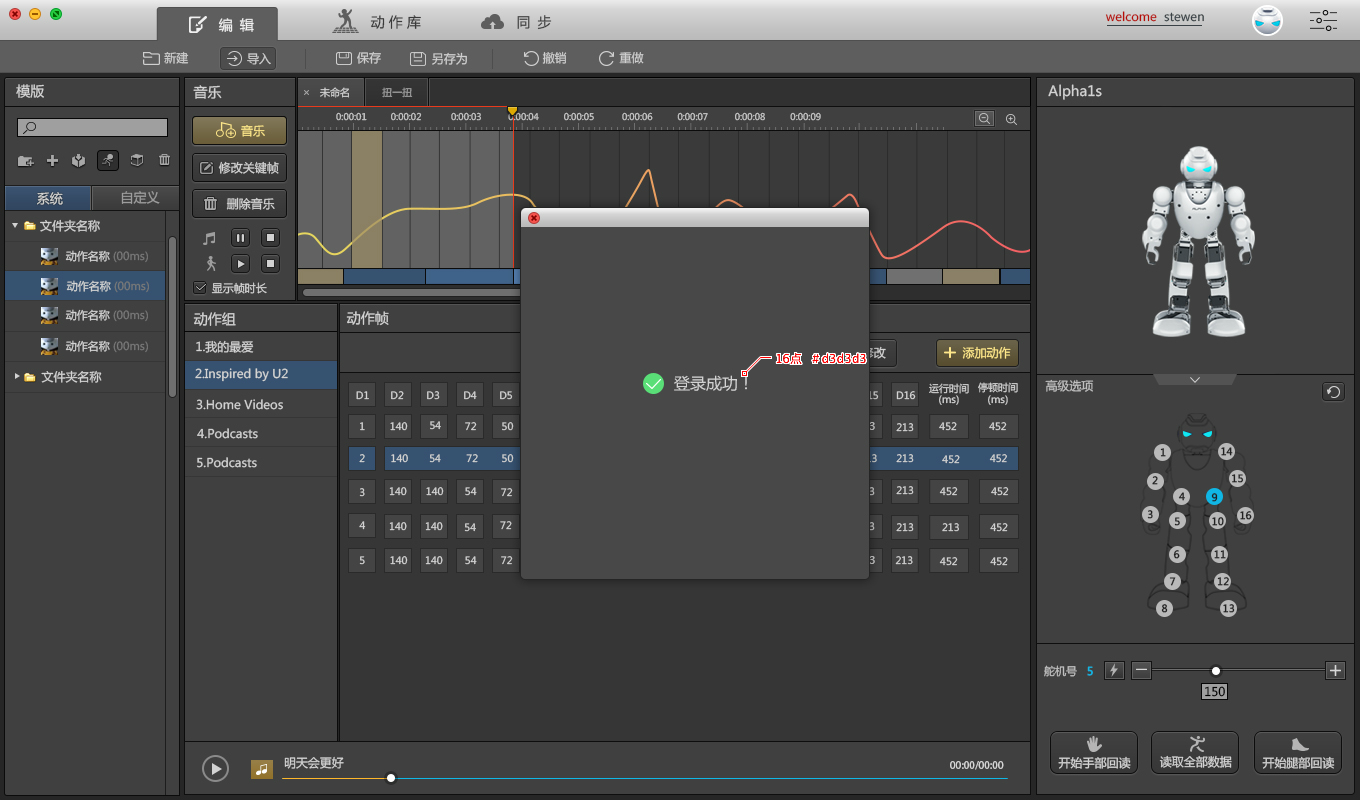 编 辑
动作库
同 步
welcome stewen
新建
导入
保存
另存为
撤销
重做
模版
音乐
× 未命名
扭一扭
Alpha1s
0:00:01 0:00:02 0:00:03 0:00:04 0:00:05 0:00:06 0:00:07 0:00:08 0:00:09
音乐
修改关键帧
删除音乐
显示帧时长
系统
自定义
文件夹名称
动作名称 (00ms)
动作名称 (00ms)
动作名称 (00ms)
动作名称 (00ms)
文件夹名称
动作组
1.我的最爱
2.Inspired by U2
3.Home Videos
4.Podcasts
5.Podcasts
动作帧
添加动作
改
登录成功！
16点 #d3d3d3
D1 D2 D3 D4 D5 15 D16 运行时间 停顿时间
(ms) (ms)
1 140 54 72 50 3 213 452 452
2 140 54 72 50 3 213 452 452
3 140 140 54 72 3 213 452 452
4 140 140 54 72 3 213 213 452
5 140 140 54 72 3 213 452 452
明天会更好
00:00/00:00
ALPHA
高级选项
1 14
2 15
4 9
3 5 10 16
6 11
7 12
8 13
舵机号 5
150
开始手部回读
读取全部数据
开始腿部回读